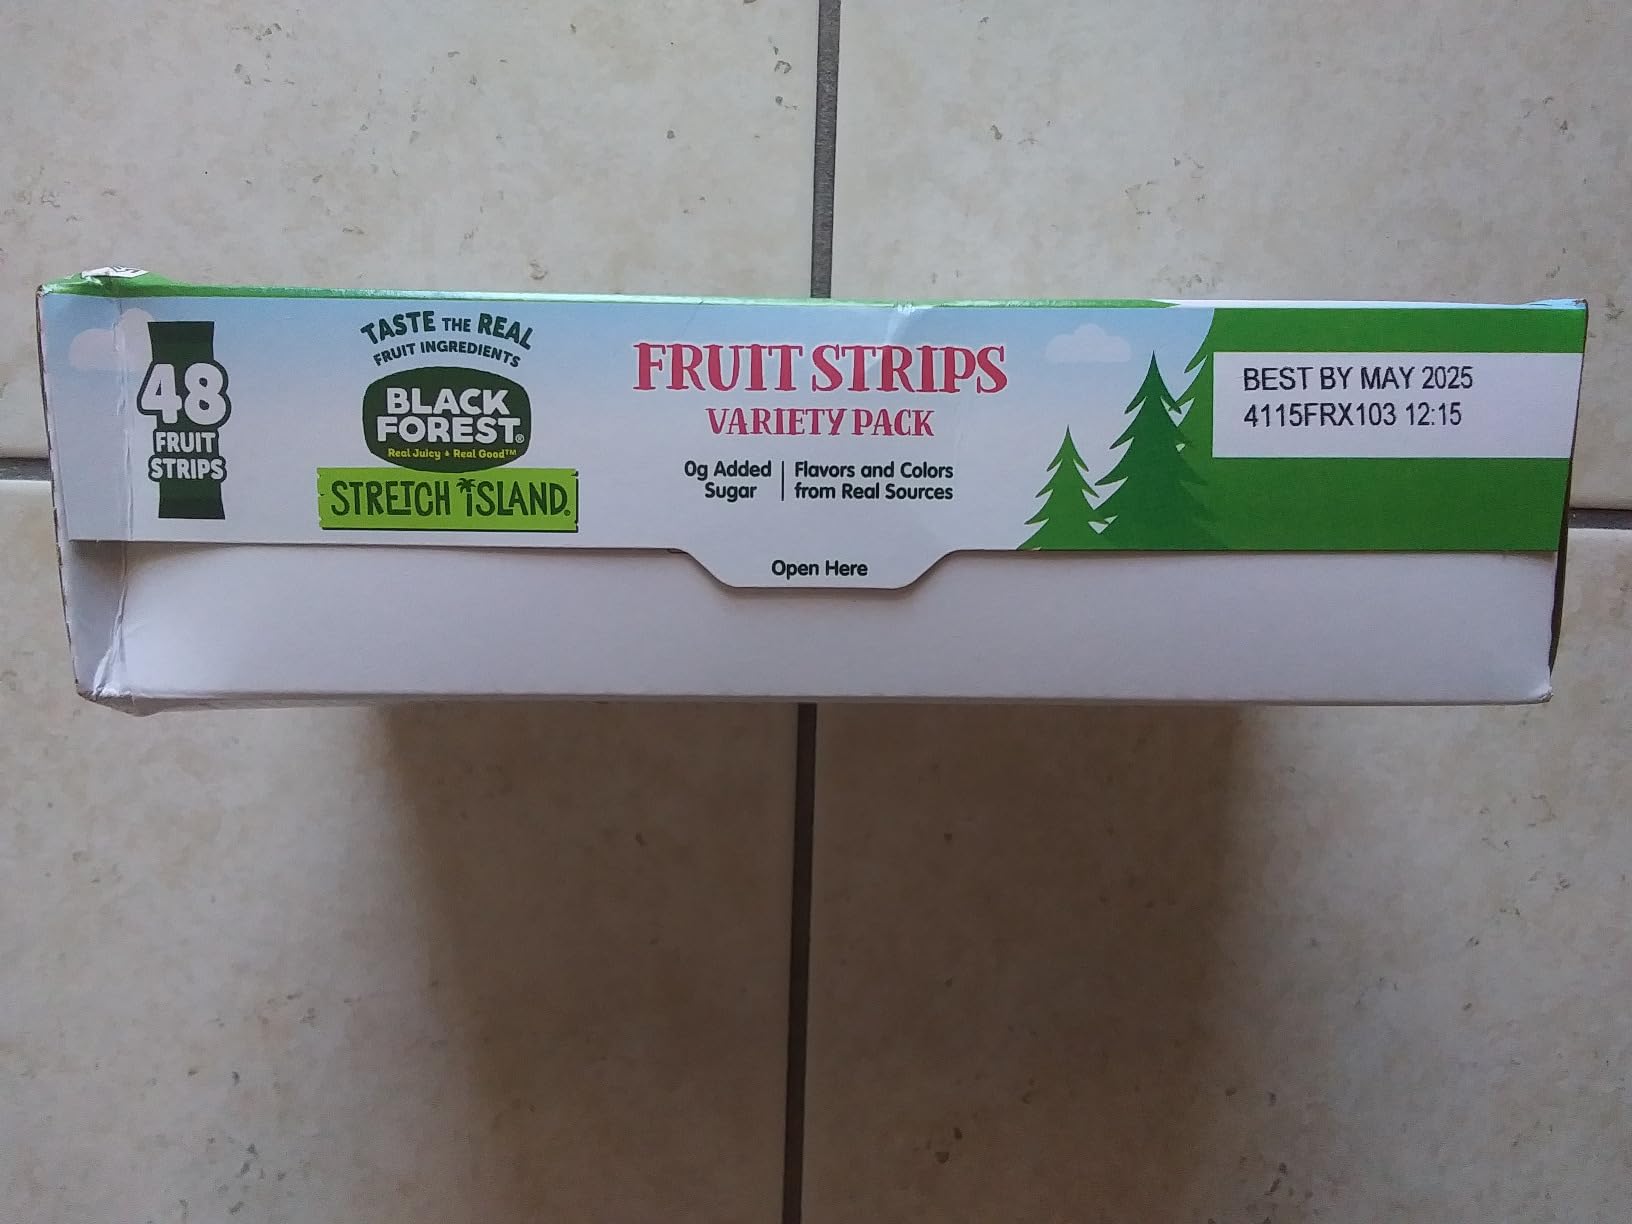 48
FRUIT
STRIPS
TASTE THE REAL
FRUIT INGREDIENTS
BLACK
FOREST®
Real Juicy • Real Good™
STRETCH ISLAND®
FRUIT STRIPS
VARIETY PACK
0g Added
Sugar
Flavors and Colors
from Real Sources
Open Here
BEST BY MAY 2025
4115FRX103 12:15